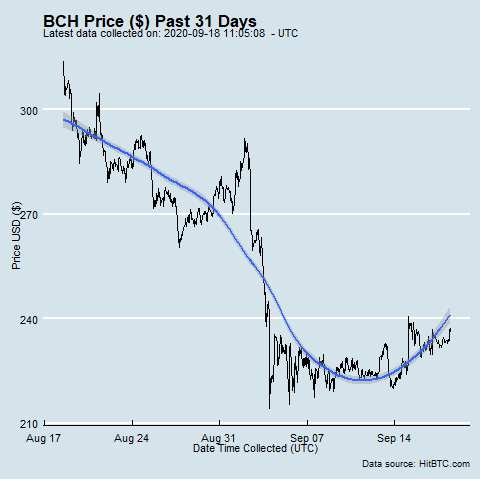 BCH Price ($) Past 31 Days
Latest data collected on: 2020-09-18 11:05:08 - UTC
Price USD ($)
300
270
240
210
Aug 17 Aug 24 Aug 31 Sep 07 Sep 14
Date Time Collected (UTC)
Data source: HitBTC.com